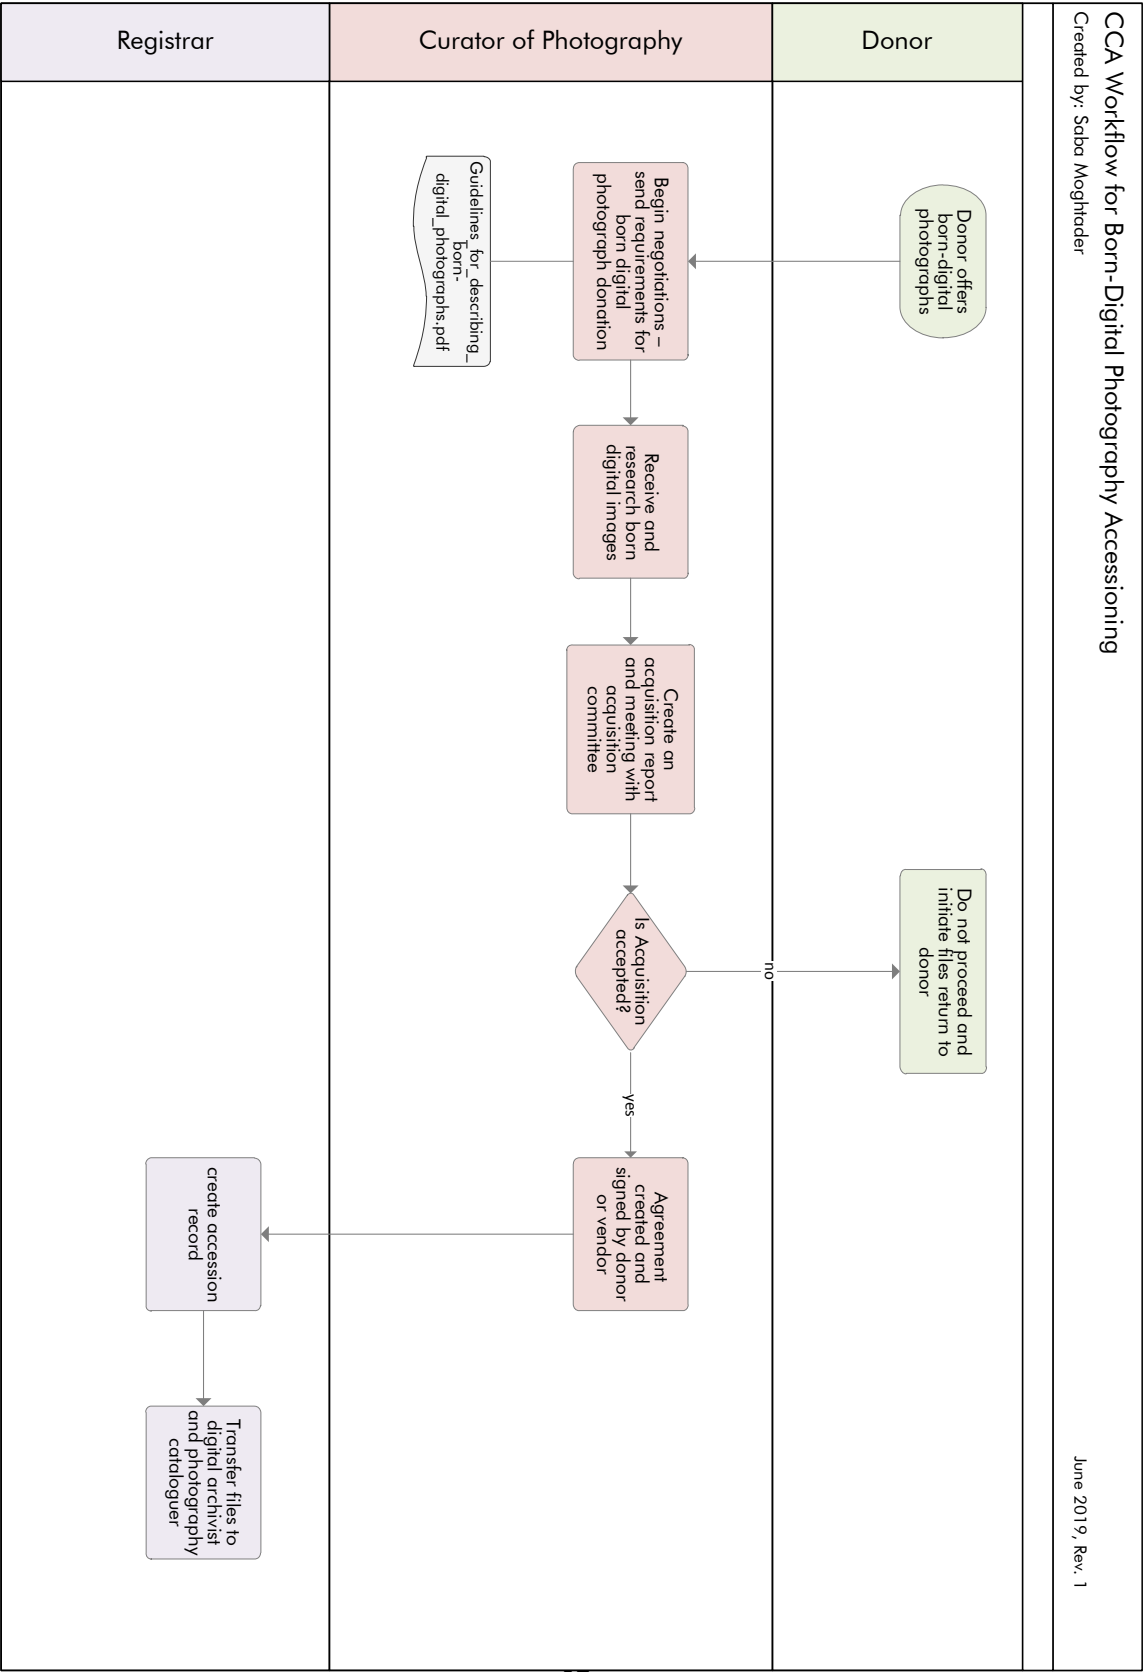 CCA Workflow for Born-Digital Photography Accessioning
Created by: Saba Moghtader
June 2019, Rev. 1
Donor
Donor offers
born-digital
photographs
Do not proceed and
initiate files return to
donor
Curator of Photography
Begin negotiations –
send requirements for
born digital
photograph donation
Guidelines_for_describing_
born-
digital_photographs.pdf
Receive and
research born
digital images
Create an
acquisition report
and meeting with
acquisition
committee
Is Acquisition
accepted?
no
yes
Agreement
created and
signed by donor
or vendor
Registrar
create accession
record
Transfer files to
digital archivist
and photography
cataloguer